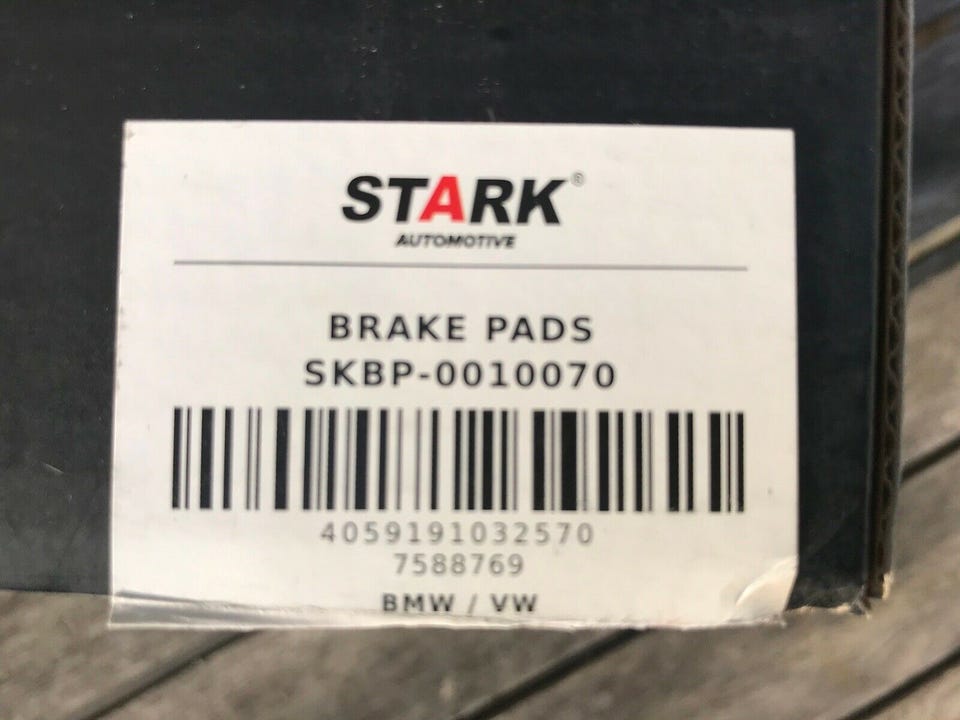 STARK®
AUTOMOTIVE
BRAKE PADS
SKBP-0010070
4059191032570
7588769
BMW / VW